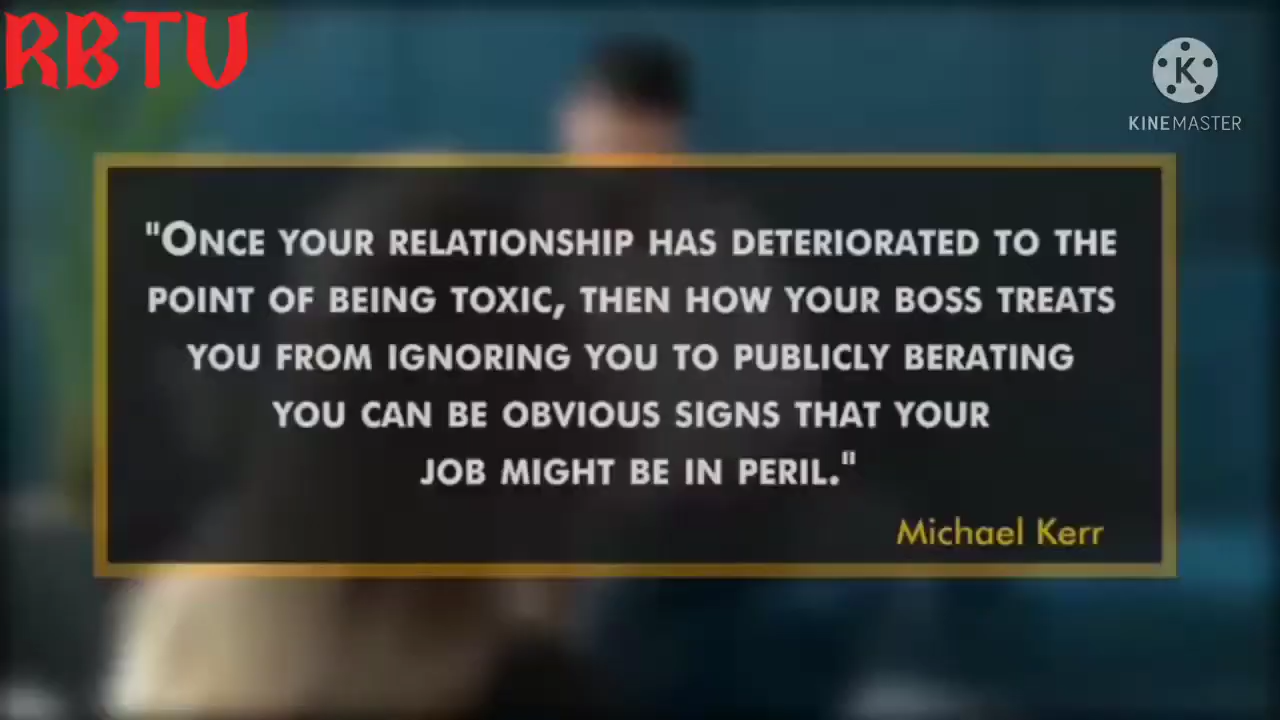 RBTV
K
KINEMASTER
"ONCE YOUR RELATIONSHIP HAS DETERIORATED TO THE
POINT OF BEING TOXIC, THEN HOW YOUR BOSS TREATS
YOU FROM IGNORING YOU TO PUBLICLY BERATING
YOU CAN BE OBVIOUS SIGNS THAT YOUR
JOB MIGHT BE IN PERIL."
Michael Kerr